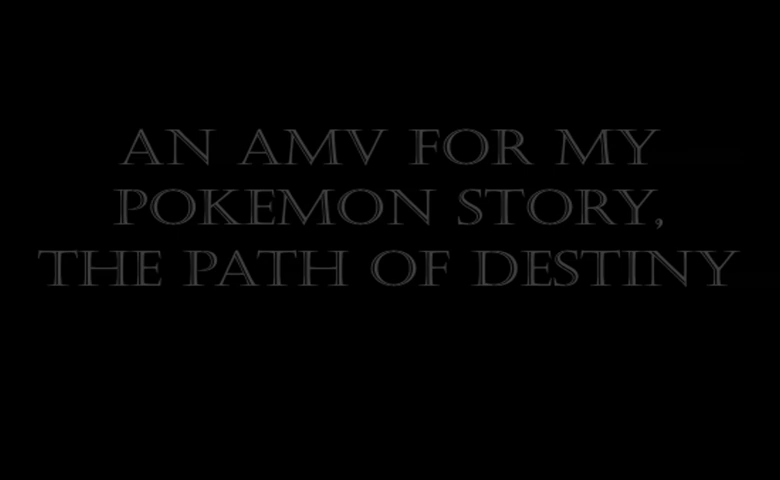 AN AMV FOR MY
POKEMON STORY,
THE PATH OF DESTINY